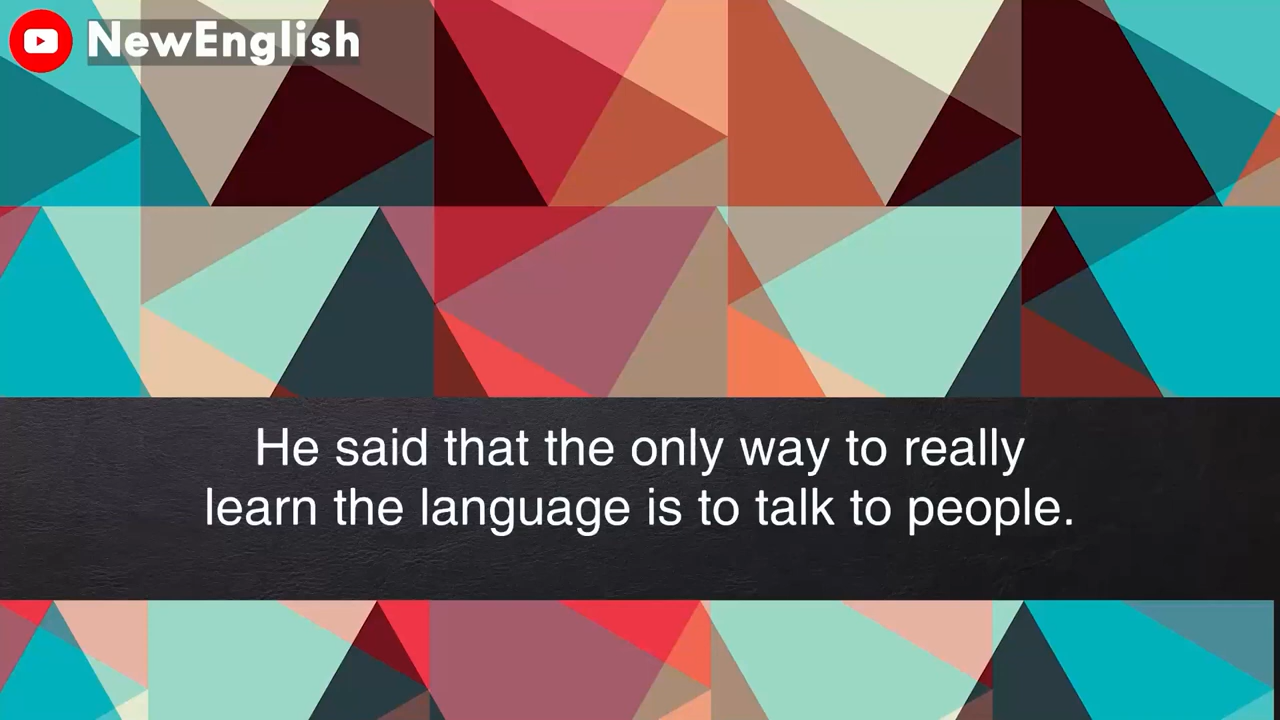 NewEnglish
He said that the only way to really
learn the language is to talk to people.